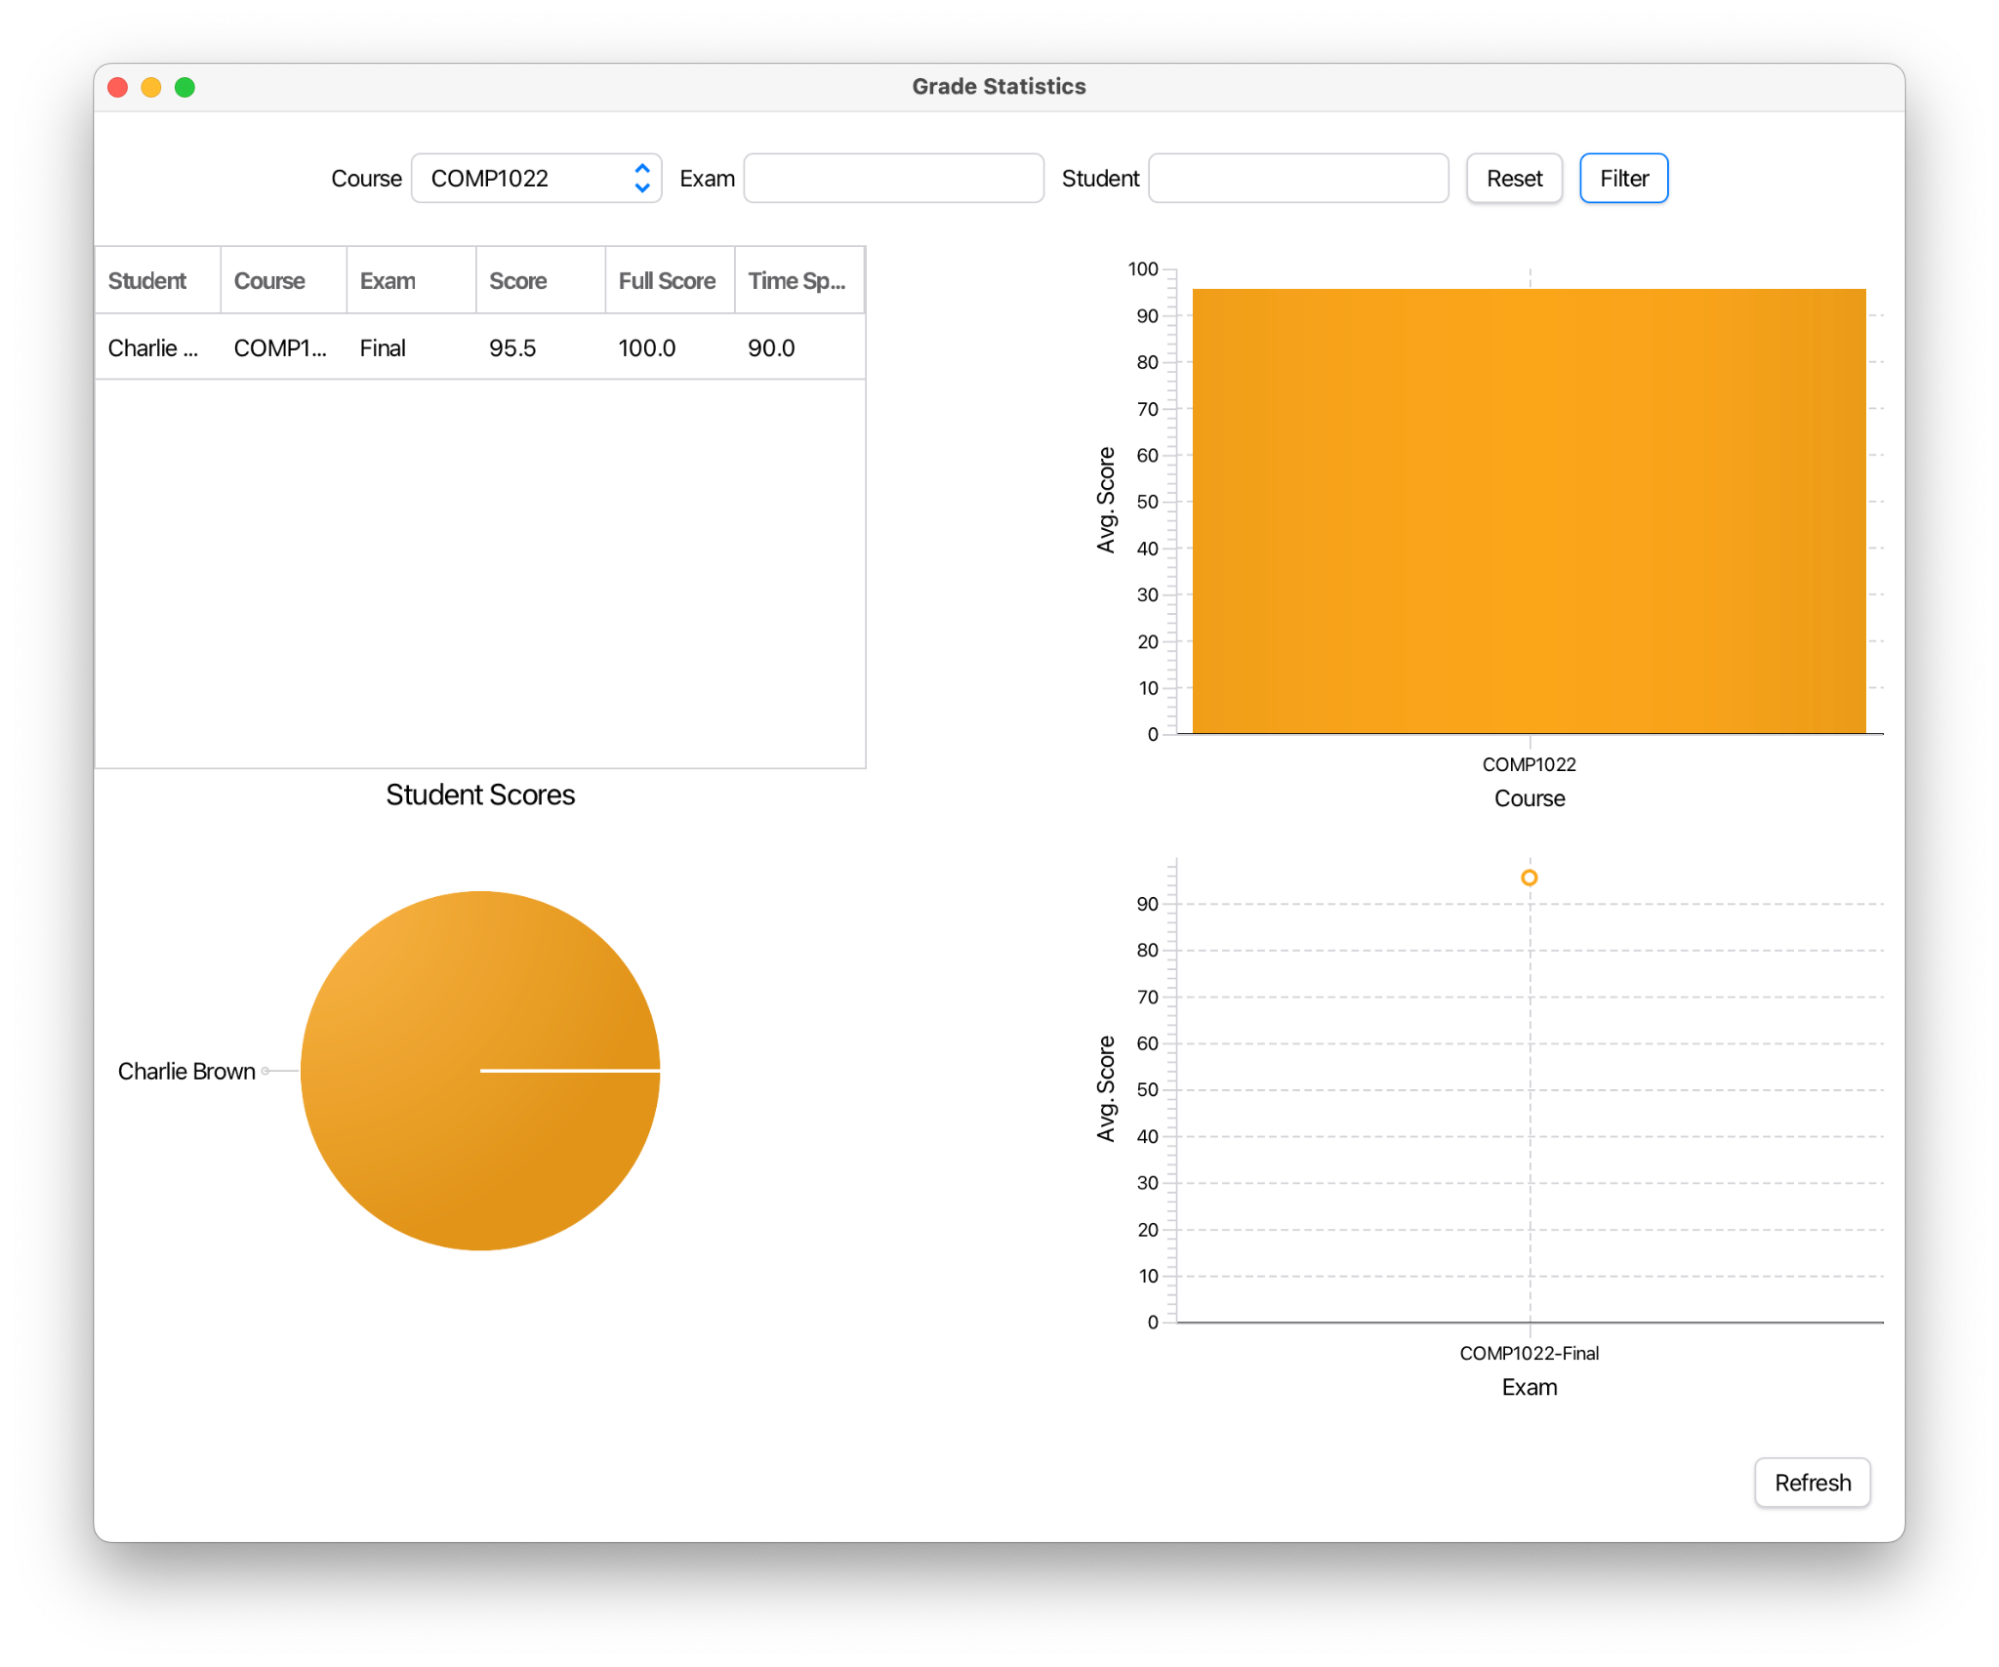 Grade Statistics
Course COMP1022 Exam Student Reset Filter
Student Course Exam Score Full Score Time Sp...
Charlie ... COMP1... Final 95.5 100.0 90.0
Student Scores
Charlie Brown
100
90
80
70
60
50
40
30
20
10
0
Avg. Score
COMP1022
Course
90
80
70
60
50
40
30
20
10
0
Avg. Score
COMP1022-Final
Exam
Refresh